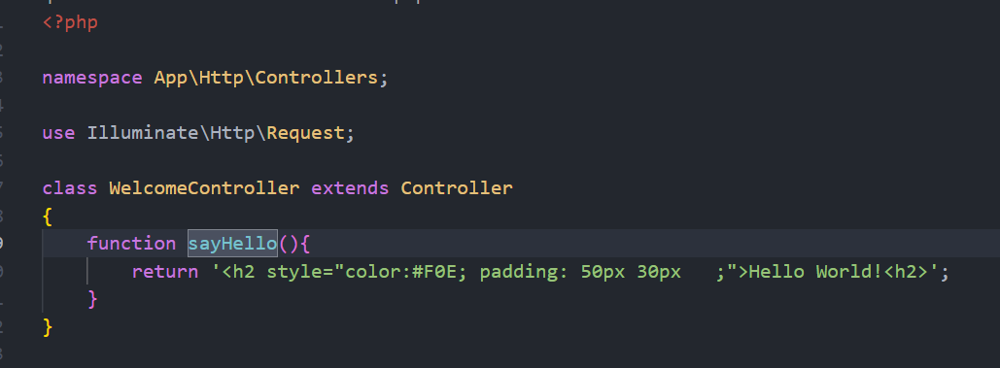 <?php
namespace App\Http\Controllers;
use Illuminate\Http\Request;
class WelcomeController extends Controller
{
function sayHello(){
return '<h2 style="color:#F0E; padding: 50px 30px   ;">Hello World!<h2>';
}
}